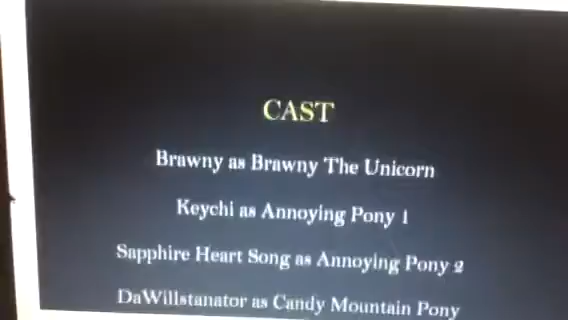 CAST
Brawny as Brawny The Unicorn
Keychi as Annoying Pony 1
Sapphire Heart Song as Annoying Pony 2
DaWillstanator as Candy Mountain Pony